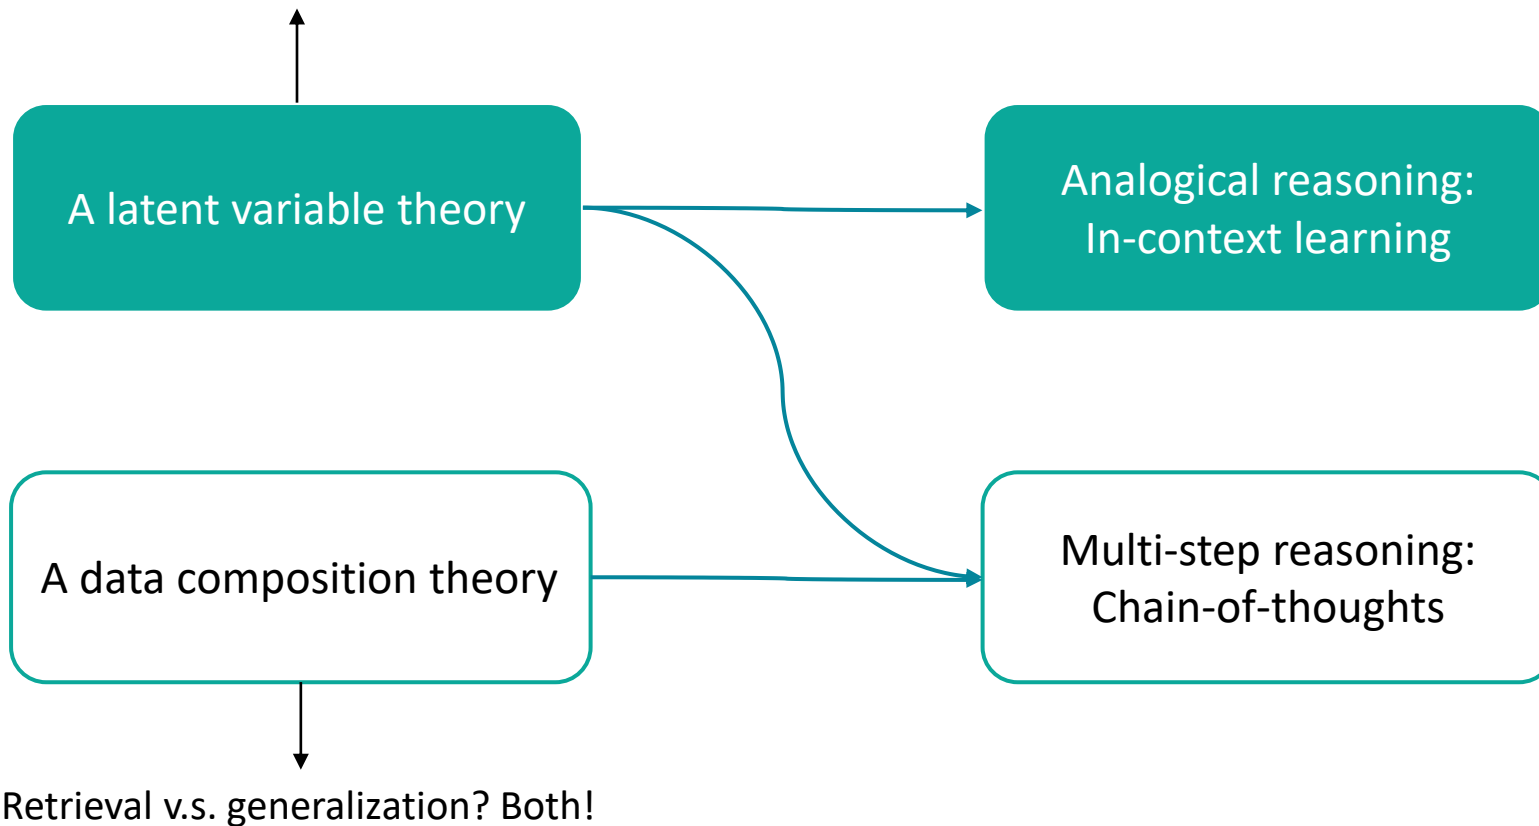 A latent variable theory
Analogical reasoning:
In-context learning
A data composition theory
Multi-step reasoning:
Chain-of-thoughts
Retrieval v.s. generalization? Both!